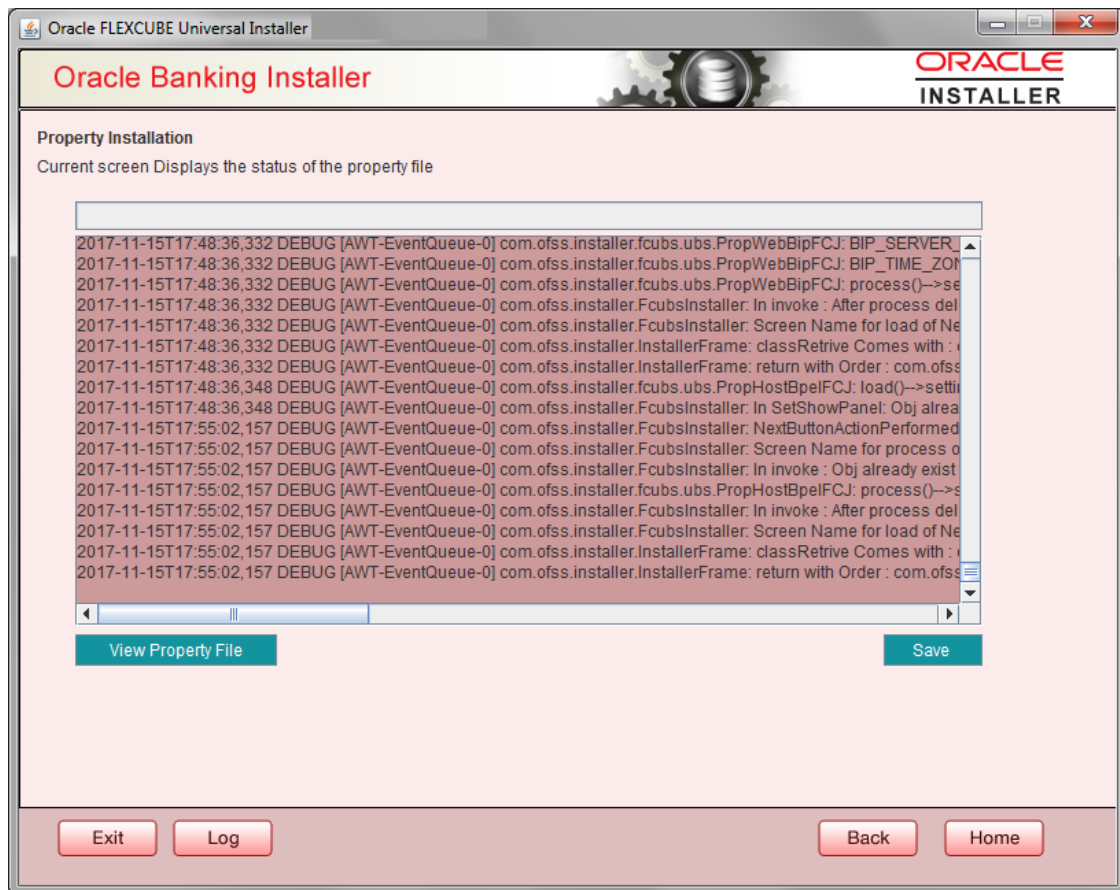 Oracle FLEXCUBE Universal Installer
Oracle Banking Installer
ORACLE
INSTALLER
Property Installation
Current screen Displays the status of the property file
2017-11-15T17:48:36,332 DEBUG [AWT-EventQueue-0] com.ofss.installer.fcubs.ubs.PropWebBipFCJ: BIP_SERVER_
2017-11-15T17:48:36,332 DEBUG [AWT-EventQueue-0] com.ofss.installer.fcubs.ubs.PropWebBipFCJ: BIP_TIME_ZON
2017-11-15T17:48:36,332 DEBUG [AWT-EventQueue-0] com.ofss.installer.fcubs.ubs.PropWebBipFCJ: process()-->se
2017-11-15T17:48:36,332 DEBUG [AWT-EventQueue-0] com.ofss.installer.FcubsInstaller: In invoke : After process del
2017-11-15T17:48:36,332 DEBUG [AWT-EventQueue-0] com.ofss.installer.FcubsInstaller: Screen Name for load of Ne
2017-11-15T17:48:36,332 DEBUG [AWT-EventQueue-0] com.ofss.installer.InstallerFrame: classRetrive Comes with :
2017-11-15T17:48:36,332 DEBUG [AWT-EventQueue-0] com.ofss.installer.InstallerFrame: return with Order : com.ofss
2017-11-15T17:48:36,348 DEBUG [AWT-EventQueue-0] com.ofss.installer.fcubs.ubs.PropHostBpelFCJ: load()-->settin
2017-11-15T17:48:36,348 DEBUG [AWT-EventQueue-0] com.ofss.installer.FcubsInstaller: In SetShowPanel: Obj alrea
2017-11-15T17:55:02,157 DEBUG [AWT-EventQueue-0] com.ofss.installer.FcubsInstaller: NextButtonActionPerformed
2017-11-15T17:55:02,157 DEBUG [AWT-EventQueue-0] com.ofss.installer.FcubsInstaller: Screen Name for process o
2017-11-15T17:55:02,157 DEBUG [AWT-EventQueue-0] com.ofss.installer.FcubsInstaller: In invoke : Obj already exist
2017-11-15T17:55:02,157 DEBUG [AWT-EventQueue-0] com.ofss.installer.fcubs.ubs.PropHostBpelFCJ: process()-->s
2017-11-15T17:55:02,157 DEBUG [AWT-EventQueue-0] com.ofss.installer.FcubsInstaller: In invoke : After process del
2017-11-15T17:55:02,157 DEBUG [AWT-EventQueue-0] com.ofss.installer.FcubsInstaller: Screen Name for load of Ne
2017-11-15T17:55:02,157 DEBUG [AWT-EventQueue-0] com.ofss.installer.InstallerFrame: classRetrive Comes with :
2017-11-15T17:55:02,157 DEBUG [AWT-EventQueue-0] com.ofss.installer.InstallerFrame: return with Order : com.ofss
View Property File
Save
Exit
Log
Back
Home